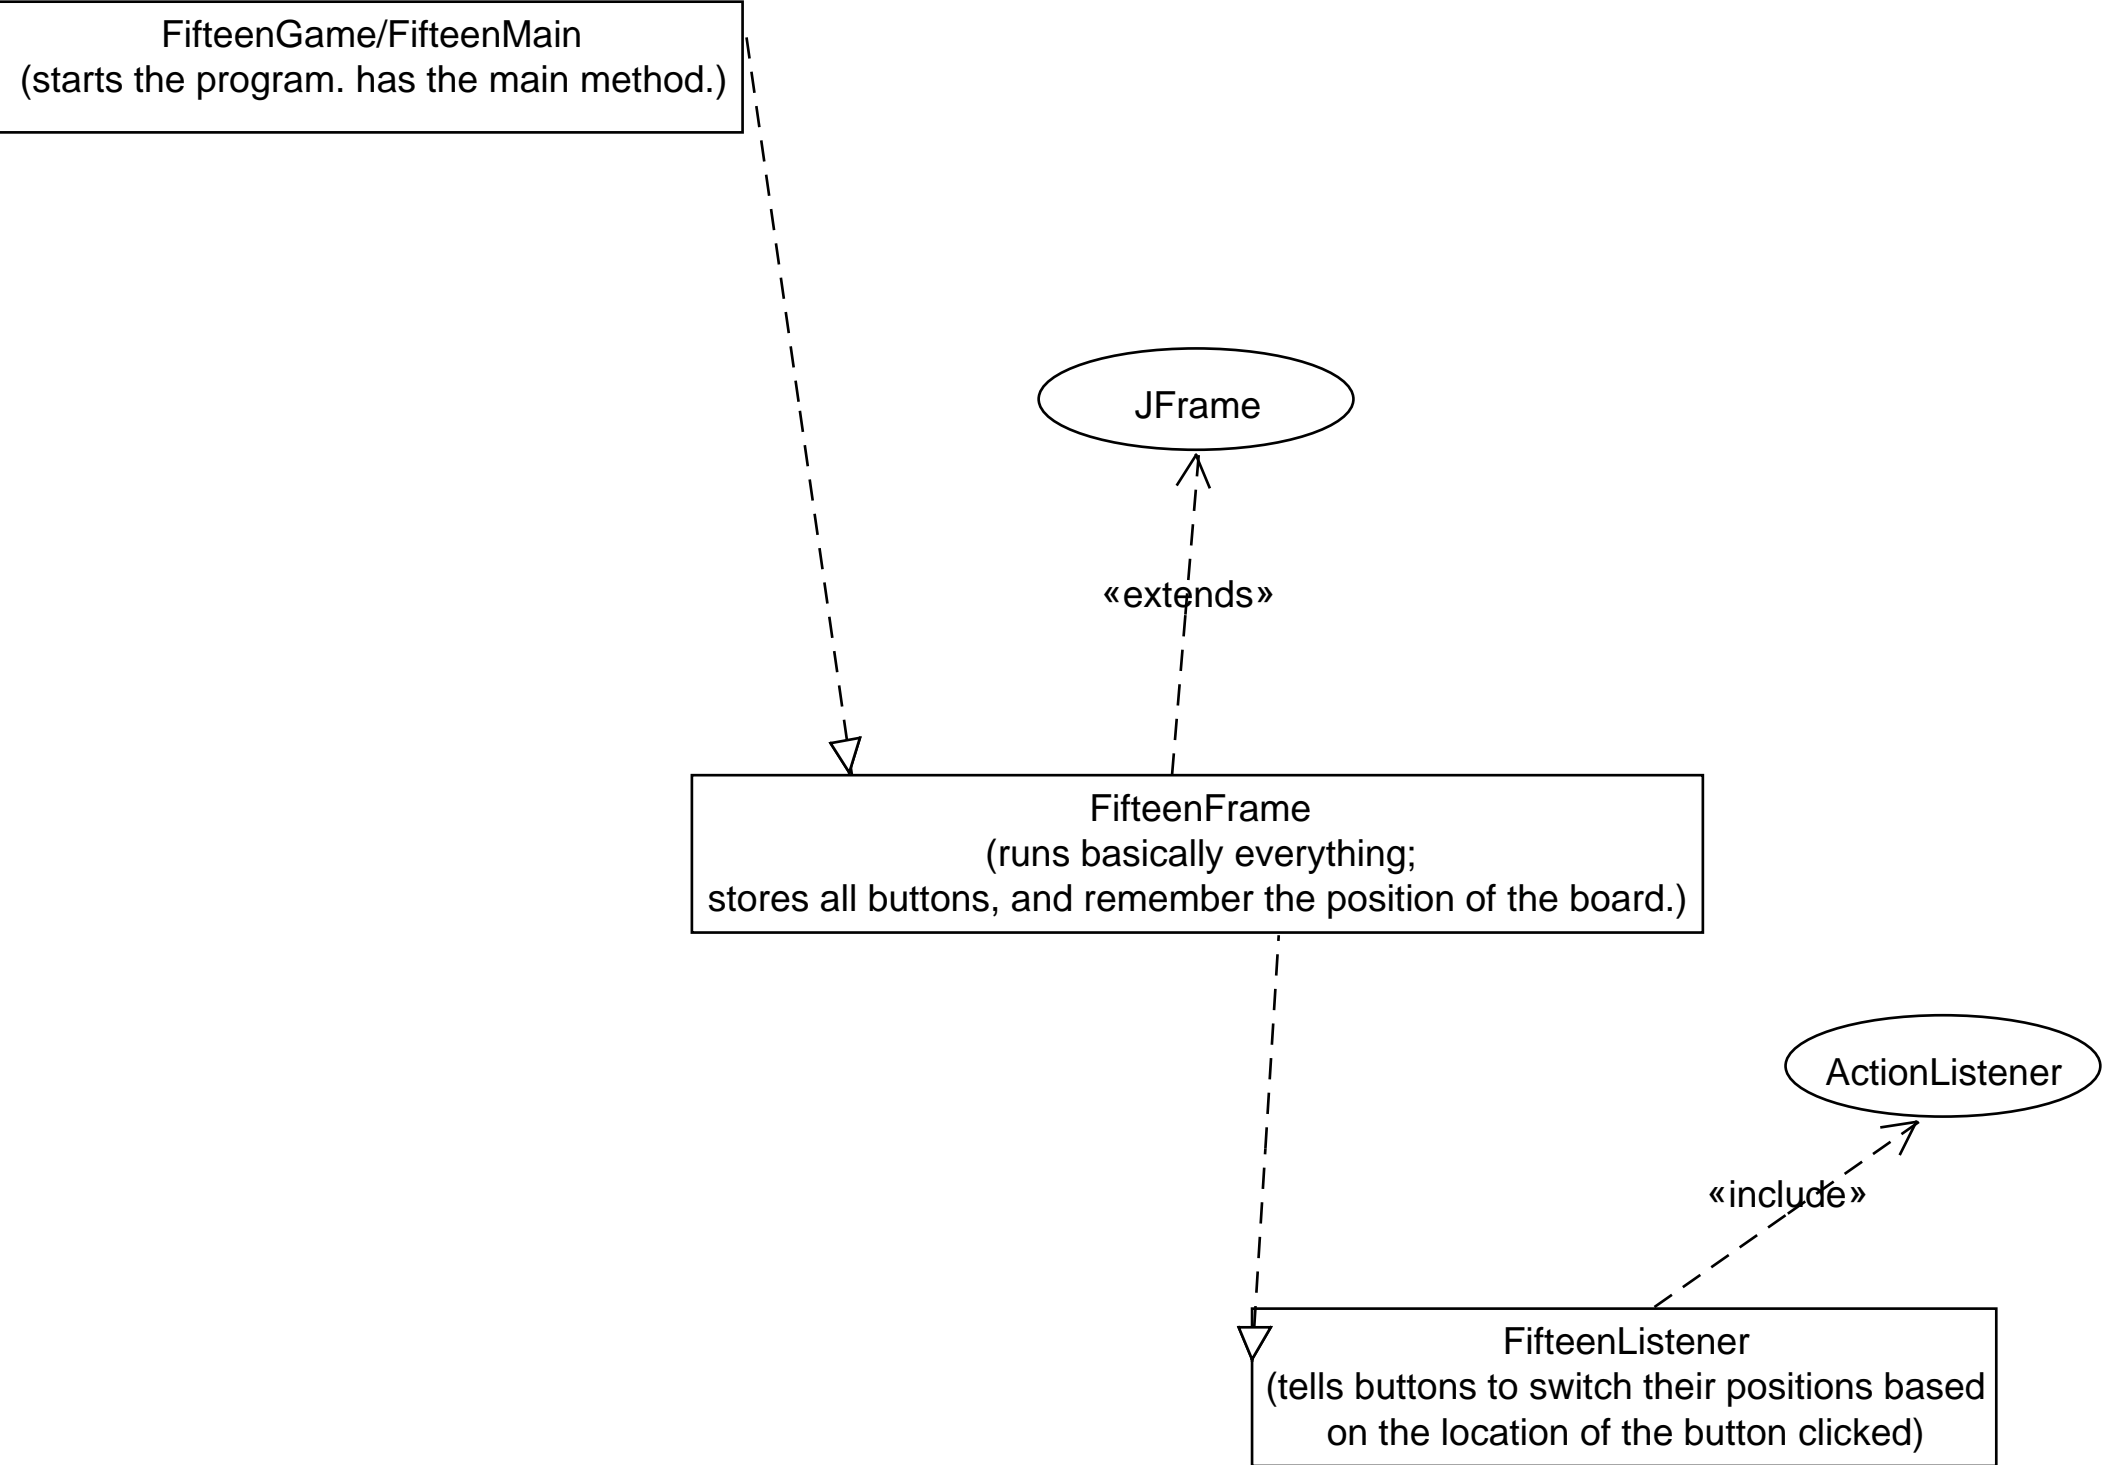 FifteenGame/FifteenMain
(starts the program. has the main method.)
JFrame
«extends»
FifteenFrame
(runs basically everything;
stores all buttons, and remember the position of the board.)
ActionListener
«include»
FifteenListener
(tells buttons to switch their positions based
on the location of the button clicked)